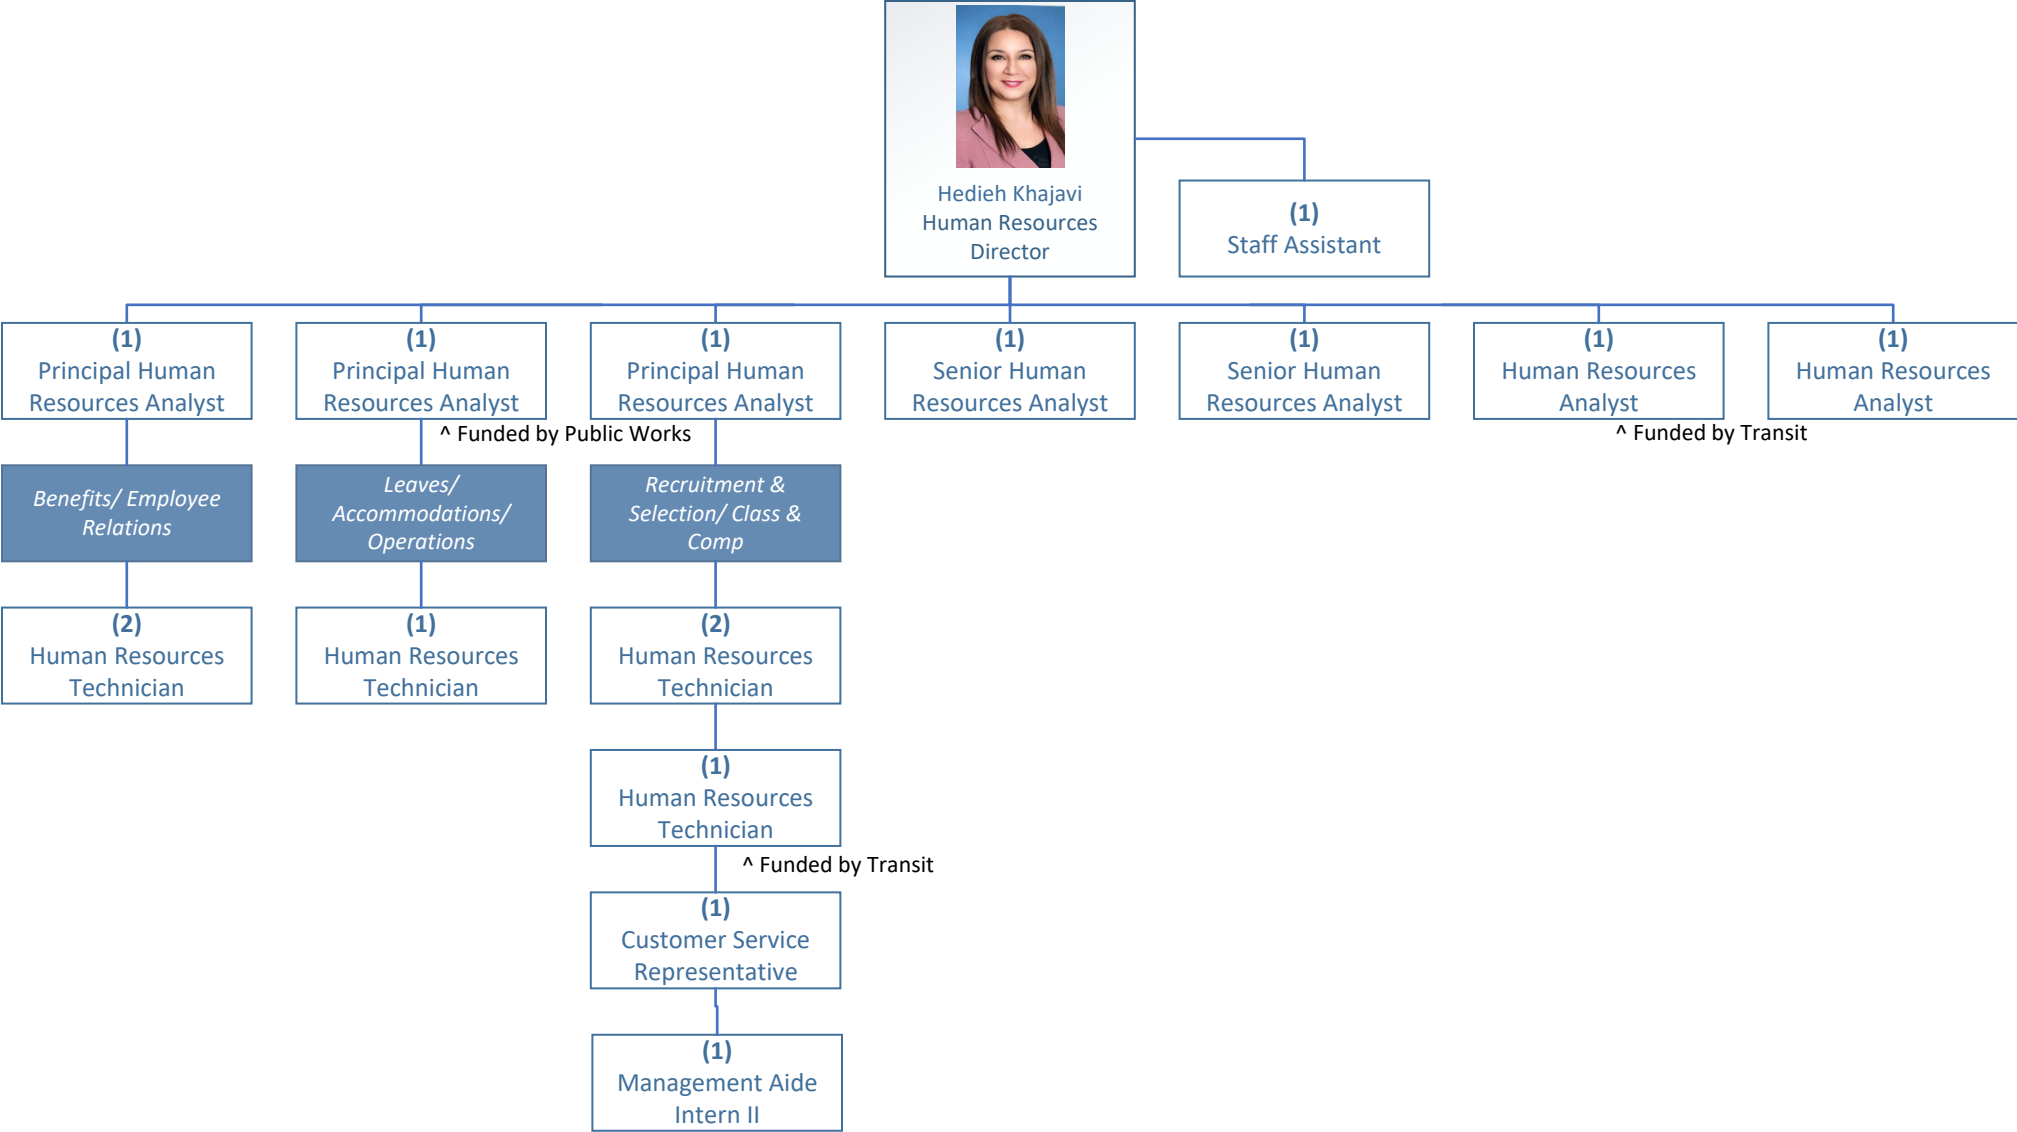 Hedieh Khajavi
Human Resources
Director
(1)
Staff Assistant
(1)
Principal Human
Resources Analyst
(1)
Principal Human
Resources Analyst
^ Funded by Public Works
(1)
Principal Human
Resources Analyst
(1)
Senior Human
Resources Analyst
(1)
Senior Human
Resources Analyst
(1)
Human Resources
Analyst
^ Funded by Transit
(1)
Human Resources
Analyst
Benefits/ Employee
Relations
Leaves/
Accommodations/
Operations
Recruitment &
Selection/ Class &
Comp
(2)
Human Resources
Technician
(1)
Human Resources
Technician
(2)
Human Resources
Technician
(1)
Human Resources
Technician
^ Funded by Transit
(1)
Customer Service
Representative
(1)
Management Aide
Intern II